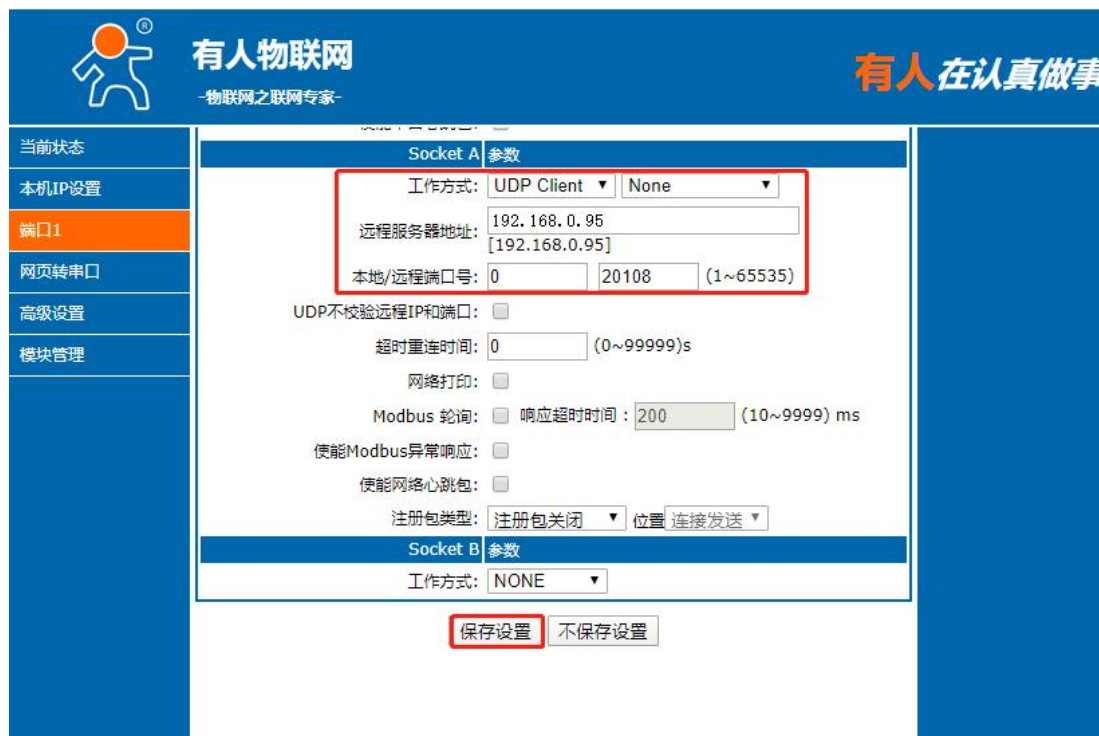 ®
有人物联网
-物联网之联网专家-
有人在认真做事
当前状态
本机IP设置
端口1
网页转串口
高级设置
模块管理
Socket A 参数
工作方式: UDP Client None
远程服务器地址: 192.168.0.95
[192.168.0.95]
本地/远程端口号: 0 20108 (1~65535)
UDP不校验远程IP和端口:
超时重连时间: 0 (0~99999)s
网络打印:
Modbus 轮询: 响应超时时间: 200 (10~9999) ms
使能Modbus异常响应:
使能网络心跳包:
注册包类型: 注册包关闭 位置 连接发送
Socket B 参数
工作方式: NONE
保存设置 不保存设置